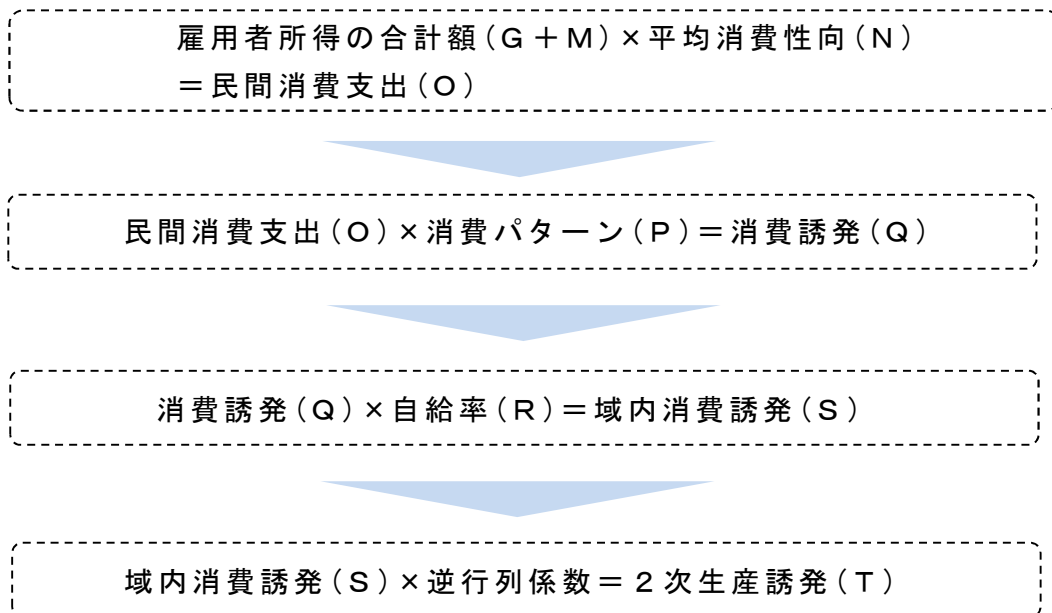 雇用者所得の合計額(G+M)×平均消費性向(N)
=民間消費支出(O)
民間消費支出(O)×消費パターン(P)=消費誘発(Q)
消費誘発(Q)×自給率(R)=域内消費誘発(S)
域内消費誘発(S)×逆行列係数=2次生産誘発(T)